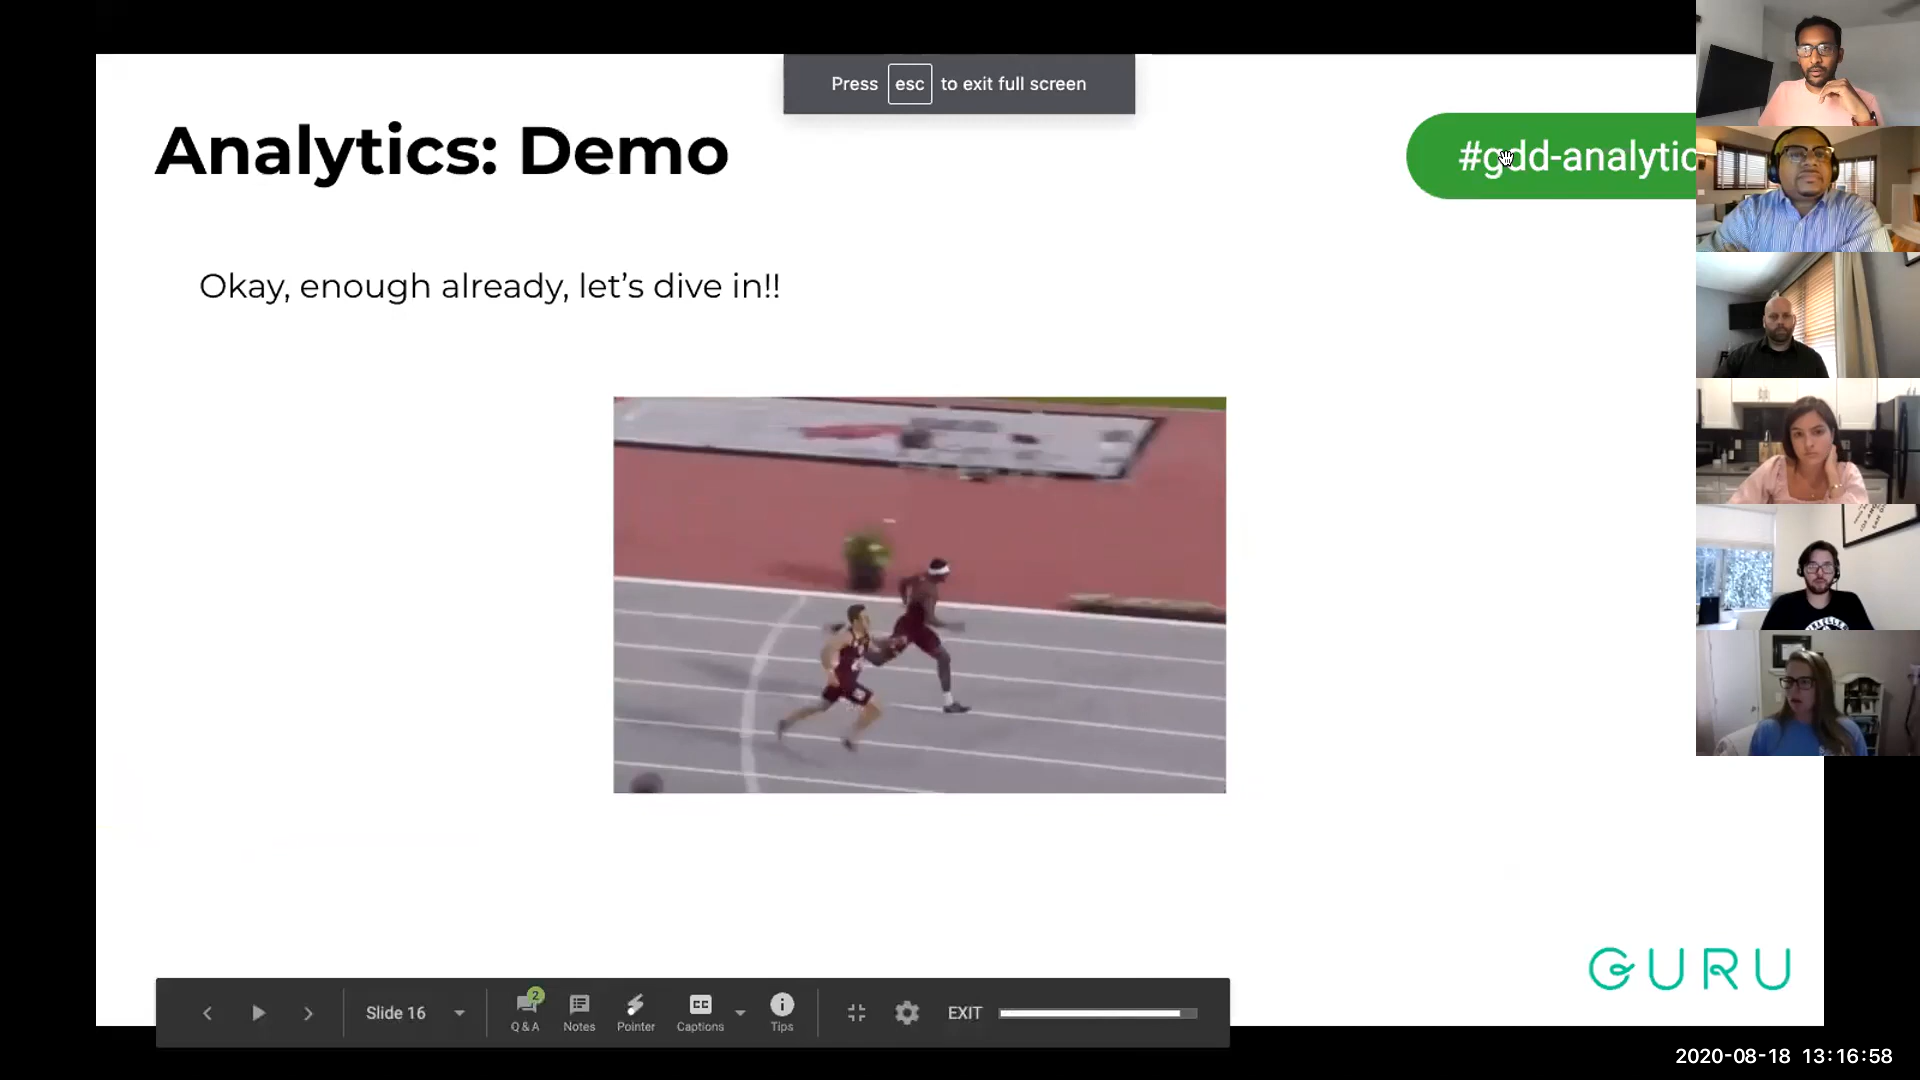 Press esc to exit full screen
Analytics: Demo
#gdd-analytic
Okay, enough already, let’s dive in!!
GURU
Slide 16
2
Q & A
Notes
Pointer
CC
Captions
Tips
EXIT
2020-08-18 13:16:58